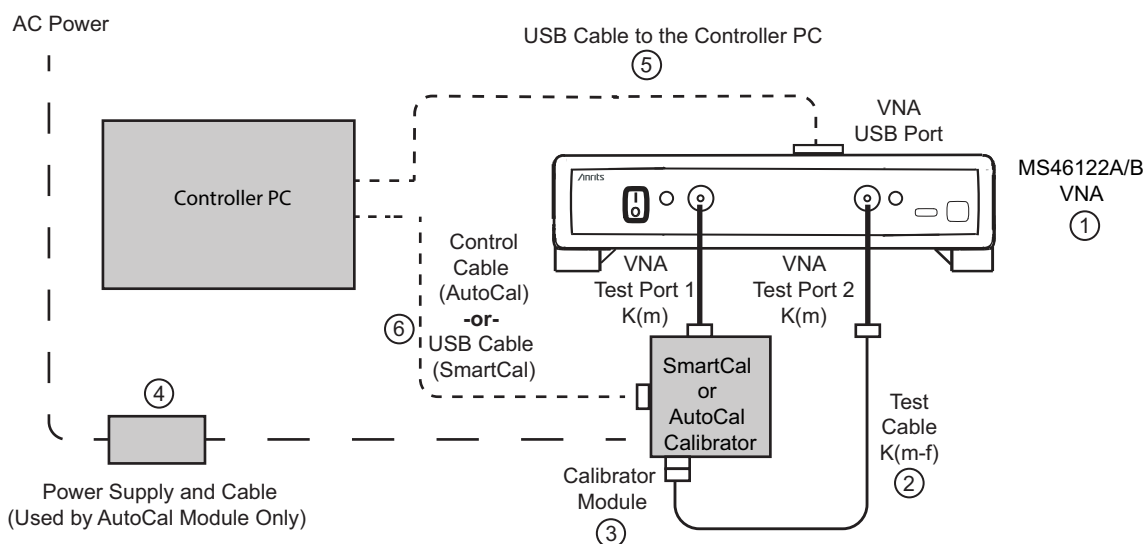 AC Power
USB Cable to the Controller PC
5
VNA
USB Port
MS46122A/B
VNA
1
Anritsu
I
O
Controller PC
Control
Cable
(AutoCal)
-or-
USB Cable
(SmartCal)
6
VNA
Test Port 1
K(m)
VNA
Test Port 2
K(m)
SmartCal
or
AutoCal
Calibrator
4
Power Supply and Cable
(Used by AutoCal Module Only)
Calibrator
Module
3
Test
Cable
K(m-f)
2